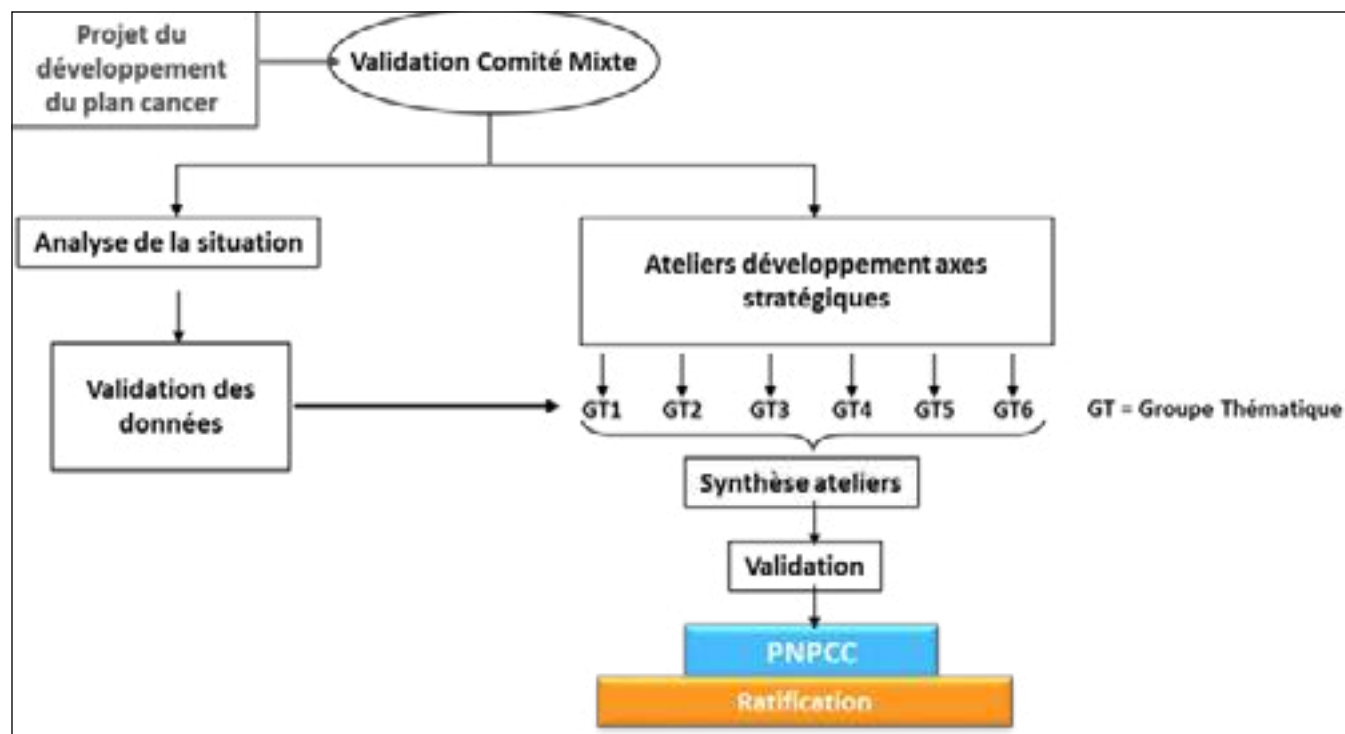 Projet du
développement
du plan cancer
Validation Comité Mixte
Analyse de la situation
Ateliers développement axes
stratégiques
Validation des
données
GT1 GT2 GT3 GT4 GT5 GT6
GT = Groupe Thématique
Synthèse ateliers
Validation
PNPCC
Ratification